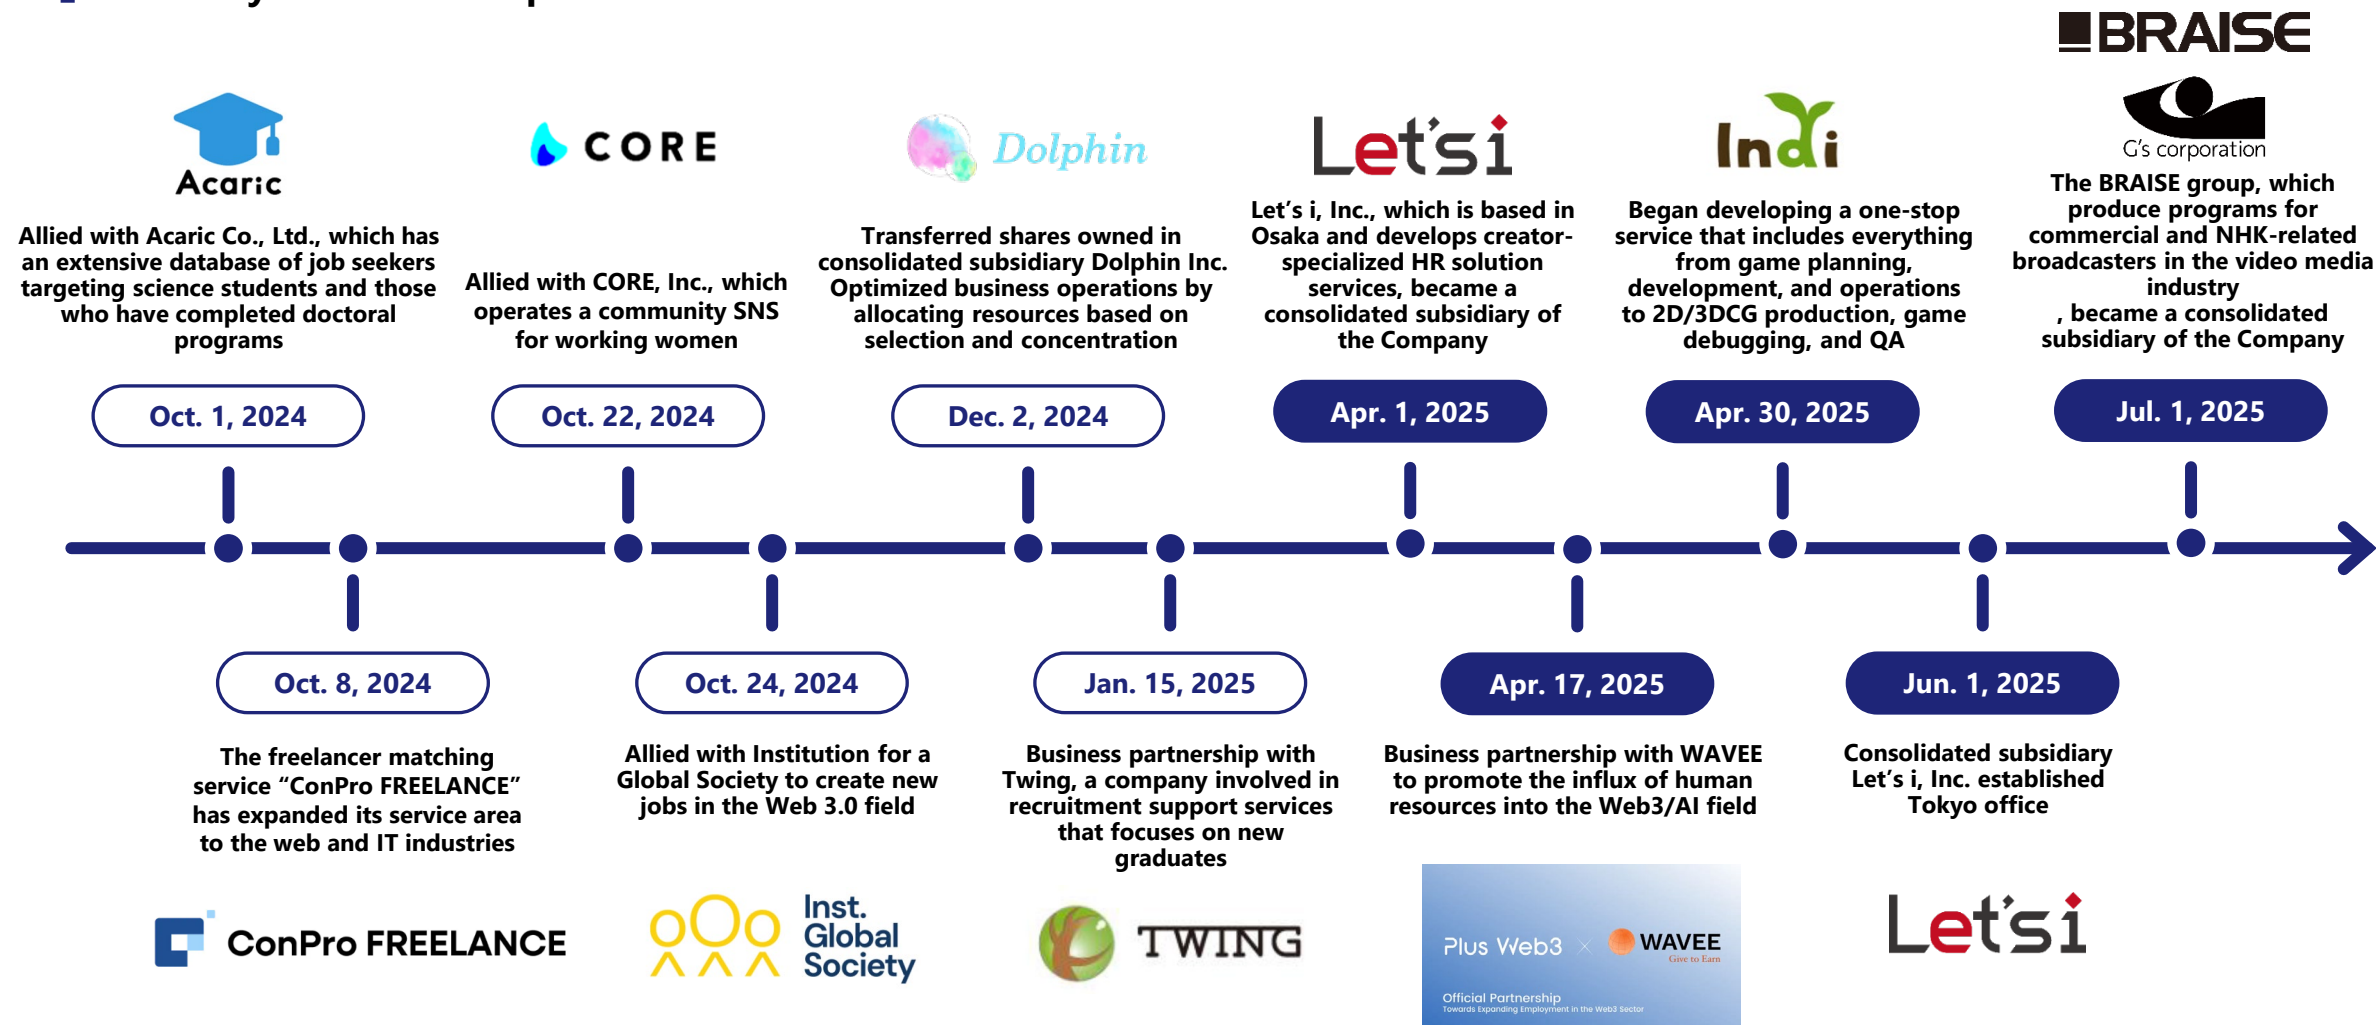 BRAISE
Acaric
CORE
Dolphin
Let'si
Indi
G's corporation
Allied with Acaric Co., Ltd., which has
an extensive database of job seekers
targeting science students and those
who have completed doctoral
programs
Allied with CORE, Inc., which
operates a community SNS
for working women
Transferred shares owned in
consolidated subsidiary Dolphin Inc.
Optimized business operations by
allocating resources based on
selection and concentration
Let’s i, Inc., which is based in
Osaka and develops creator-
specialized HR solution
services, became a
consolidated subsidiary of
the Company
Began developing a one-stop
service that includes everything
from game planning,
development, and operations
to 2D/3DCG production, game
debugging, and QA
The BRAISE group, which
produce programs for
commercial and NHK-related
broadcasters in the video media
industry
, became a consolidated
subsidiary of the Company
Oct. 1, 2024
Oct. 22, 2024
Dec. 2, 2024
Apr. 1, 2025
Apr. 30, 2025
Jul. 1, 2025
Oct. 8, 2024
Oct. 24, 2024
Jan. 15, 2025
Apr. 17, 2025
Jun. 1, 2025
The freelancer matching
service “ConPro FREELANCE”
has expanded its service area
to the web and IT industries
Allied with Institution for a
Global Society to create new
jobs in the Web 3.0 field
Business partnership with
Twing, a company involved in
recruitment support services
that focuses on new
graduates
Business partnership with WAVEE
to promote the influx of human
resources into the Web3/AI field
Consolidated subsidiary
Let’s i, Inc. established
Tokyo office
ConPro FREELANCE
Inst.
Global
Society
TWING
Plus Web3 × WAVEE
Give to Earn
Official Partnership
Towards Expanding Employment in the Web3 Sector
Let'si